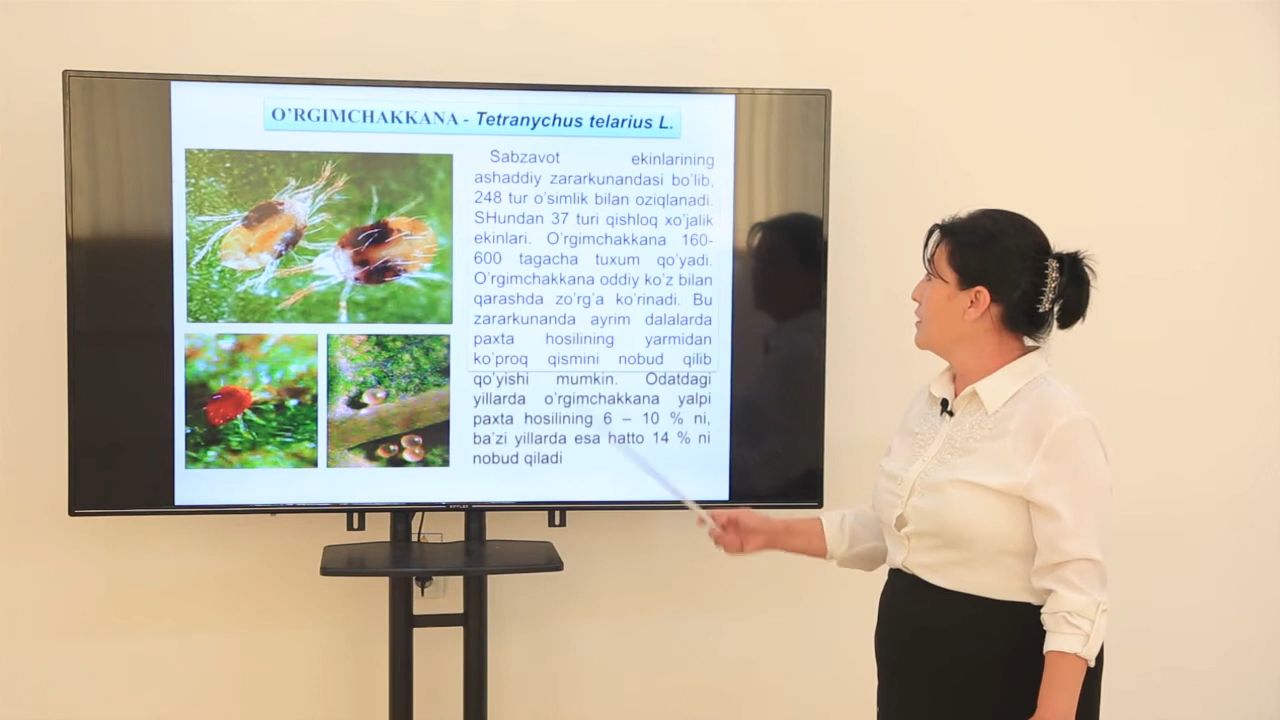 O'RGIMCHAKKANA - Tetranychus telarius L.
Sabzavot ekinlarining
ashaddiy zararkunandasi bo'lib,
248 tur o'simlik bilan oziqlanadi.
SHundan 37 turi qishloq xo'jalik
ekinlari. O'rgimchakkana 160-
600 tagacha tuxum qo'yadi.
O'rgimchakkana oddiy ko'z bilan
qarashda zo'rg'a ko'rinadi. Bu
zararkunanda ayrim dalalarda
paxta hosilining yarmidan
ko'proq qismini nobud qilib
qo'yishi mumkin. Odatdagi
yillarda o'rgimchakkana yalpi
paxta hosilining 6 – 10 % ni,
ba'zi yillarda esa hatto 14 % ni
nobud qiladi